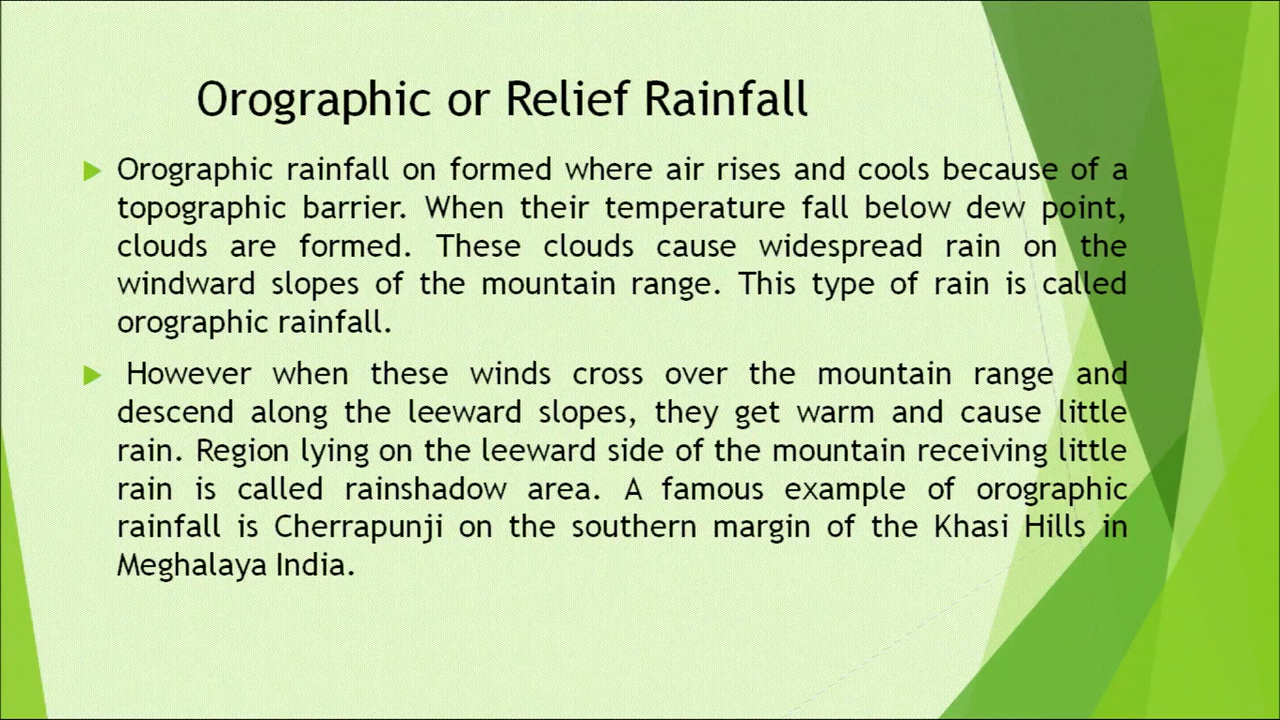 Orographic or Relief Rainfall
Orographic rainfall on formed where air rises and cools because of a
topographic barrier. When their temperature fall below dew point,
clouds are formed. These clouds cause widespread rain on the
windward slopes of the mountain range. This type of rain is called
orographic rainfall.
However when these winds cross over the mountain range and
descend along the leeward slopes, they get warm and cause little
rain. Region lying on the leeward side of the mountain receiving little
rain is called rainshadow area. A famous example of orographic
rainfall is Cherrapunji on the southern margin of the Khasi Hills in
Meghalaya India.